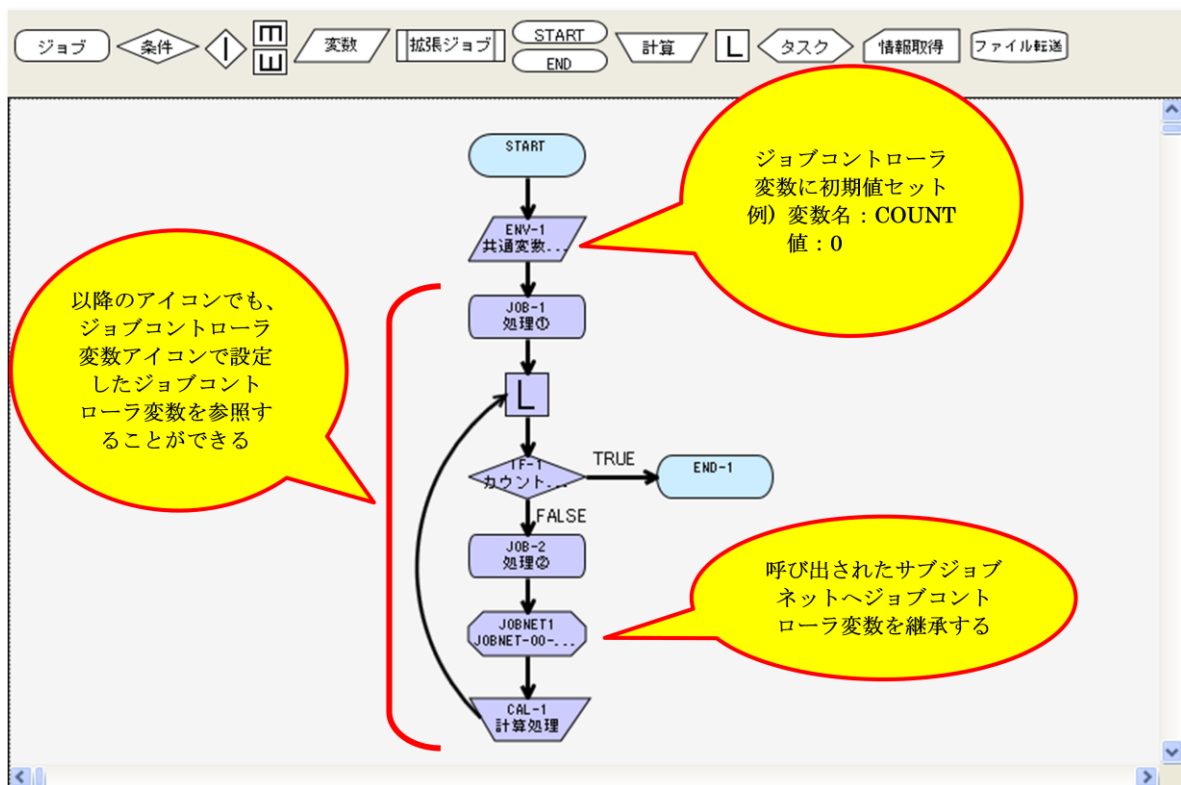 ジョブ
条件
I
M
W
変数
拡張ジョブ
START
END
計算
L
タスク
情報取得
ファイル転送
START
ENV-1
共通変数...
JOB-1
処理①
L
IF-1
カウント...
TRUE
END-1
FALSE
JOB-2
処理②
JOBNET1
JOBNET-00-...
CAL-1
計算処理
ジョブコントローラ
変数に初期値セット
例）変数名：COUNT
値：0
以降のアイコンでも、
ジョブコントローラ
変数アイコンで設定
したジョブコント
ローラ変数を参照す
ることができる
呼び出されたサブジョブ
ネットへジョブコント
ローラ変数を継承する